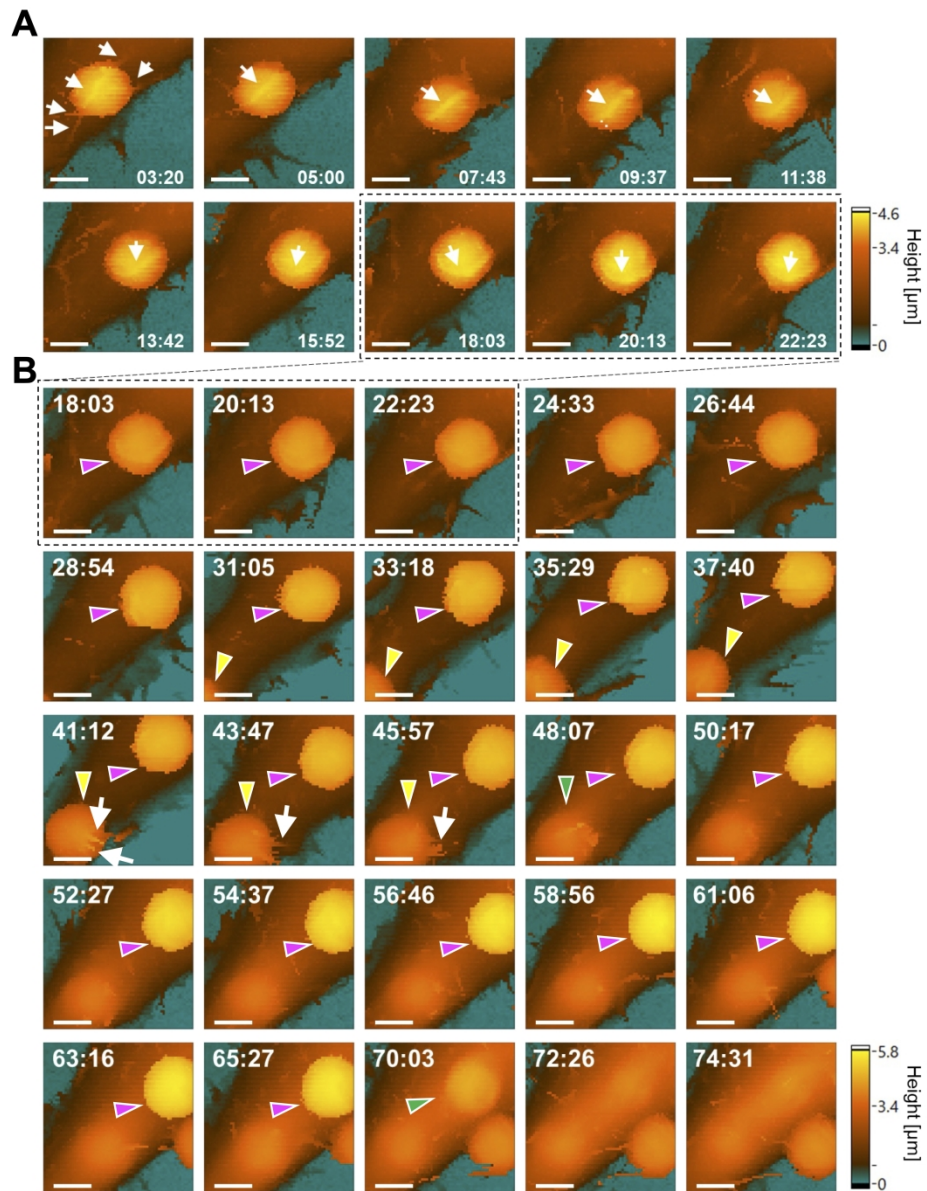 A
03:20 05:00 07:43 09:37 11:38
13:42 15:52 18:03 20:13 22:23
4.6
3.4
0
Height [µm]
B
18:03 20:13 22:23 24:33 26:44
28:54 31:05 33:18 35:29 37:40
41:12 43:47 45:57 48:07 50:17
52:27 54:37 56:46 58:56 61:06
63:16 65:27 70:03 72:26 74:31
5.8
3.4
0
Height [µm]